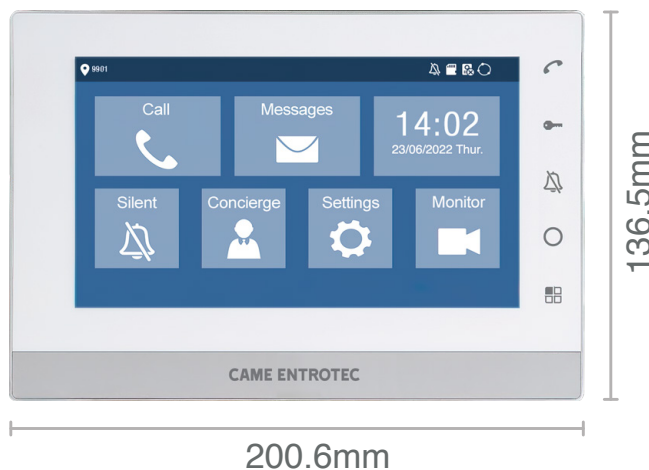 9901
Call
Messages
14:02
23/06/2022 Thur.
Silent
Concierge
Settings
Monitor
CAME ENTROTEC
136.5mm
200.6mm